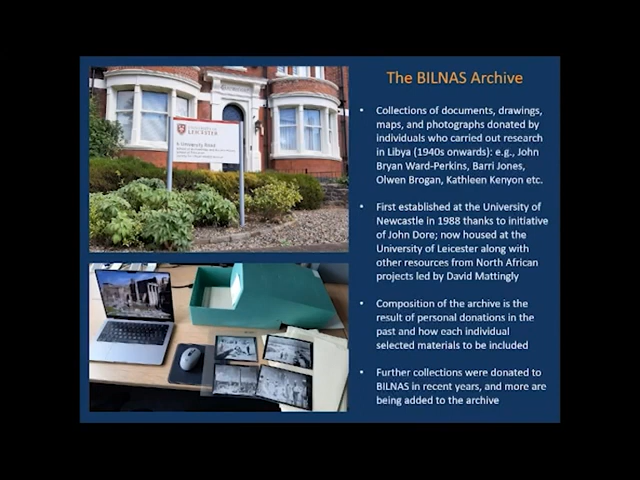 The BILNAS Archive
• Collections of documents, drawings,
maps, and photographs donated by
individuals who carried out research
in Libya (1940s onwards): e.g., John
Bryan Ward-Perkins, Barri Jones,
Olwen Brogan, Kathleen Kenyon etc.
• First established at the University of
Newcastle in 1988 thanks to initiative
of John Dore; now housed at the
University of Leicester along with
other resources from North African
projects led by David Mattingly
• Composition of the archive is the
result of personal donations in the
past and how each individual
selected materials to be included
• Further collections were donated to
BILNAS in recent years, and more are
being added to the archive
LEICESTER